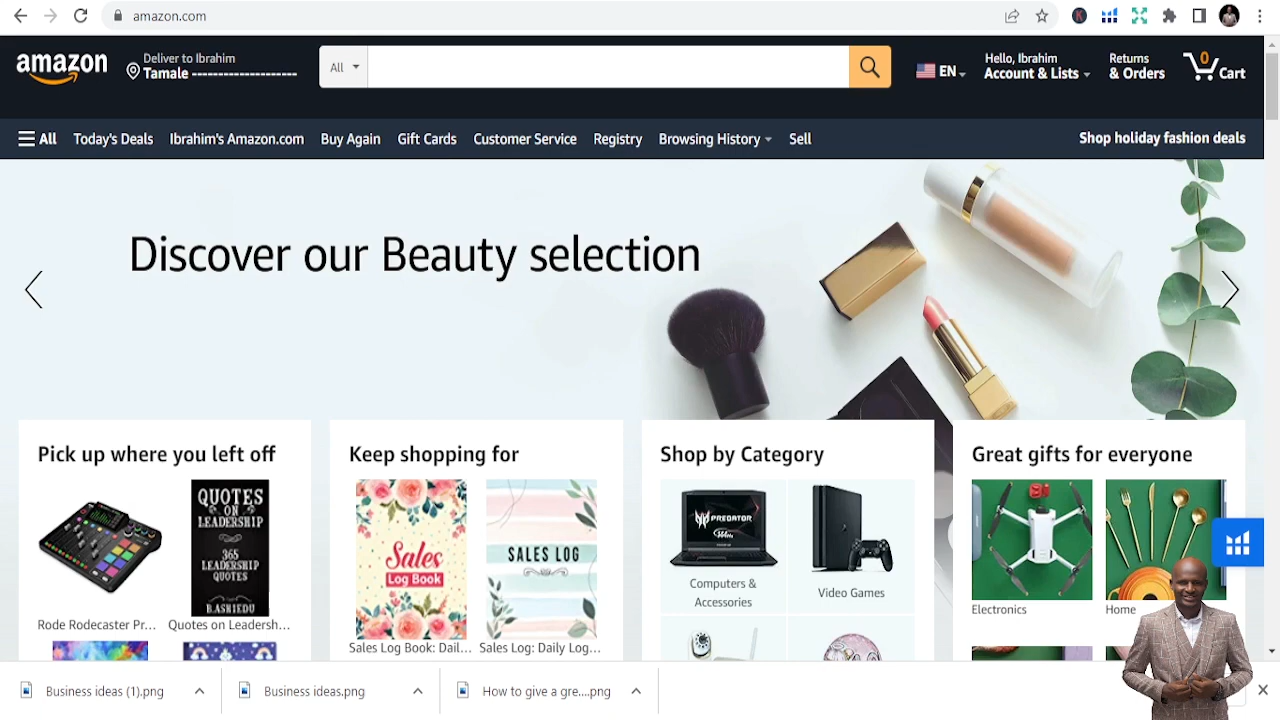 amazon.com
amazon
Deliver to Ibrahim
Tamale -------------------
All
EN
Hello, Ibrahim
Account & Lists
Returns
& Orders
0
Cart
All
Today's Deals
Ibrahim's Amazon.com
Buy Again
Gift Cards
Customer Service
Registry
Browsing History
Sell
Shop holiday fashion deals
Discover our Beauty selection
Pick up where you left off
QUOTES
ON
LEADERSHIP
365
LEADERSHIP
QUOTES
B.ASHIEDU
Rode Rodecaster Pr...
Quotes on Leadersh...
Keep shopping for
Sales
Log Book
SALES LOG
Sales Log Book: Dail...
Sales Log: Daily Log...
Shop by Category
PREDATOR
Computers &
Accessories
Video Games
Great gifts for everyone
Electronics
Home
Business ideas (1).png
Business ideas.png
How to give a gre....png